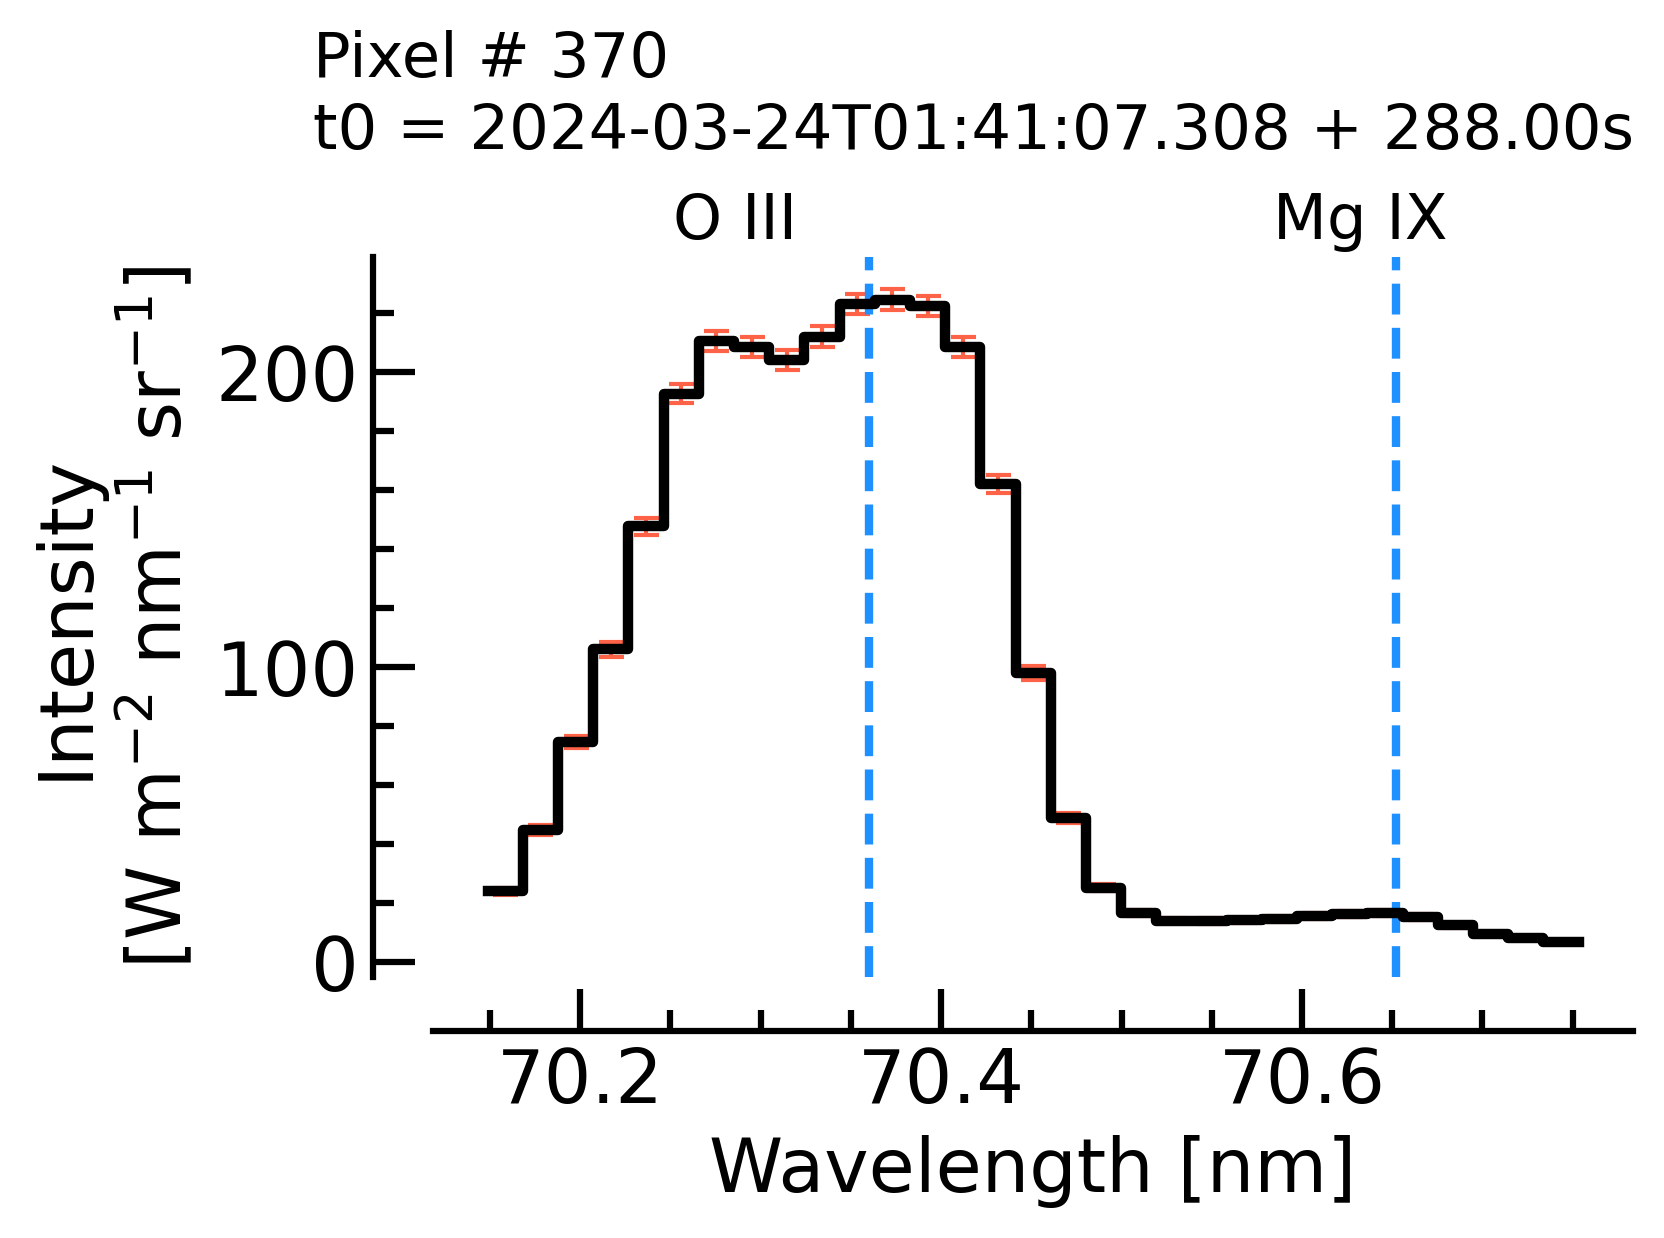 Pixel # 370
t0 = 2024-03-24T01:41:07.308 + 288.00s
O III Mg IX
Intensity
[W m⁻² nm⁻¹ sr⁻¹]
200
100
0
70.2 70.4 70.6
Wavelength [nm]